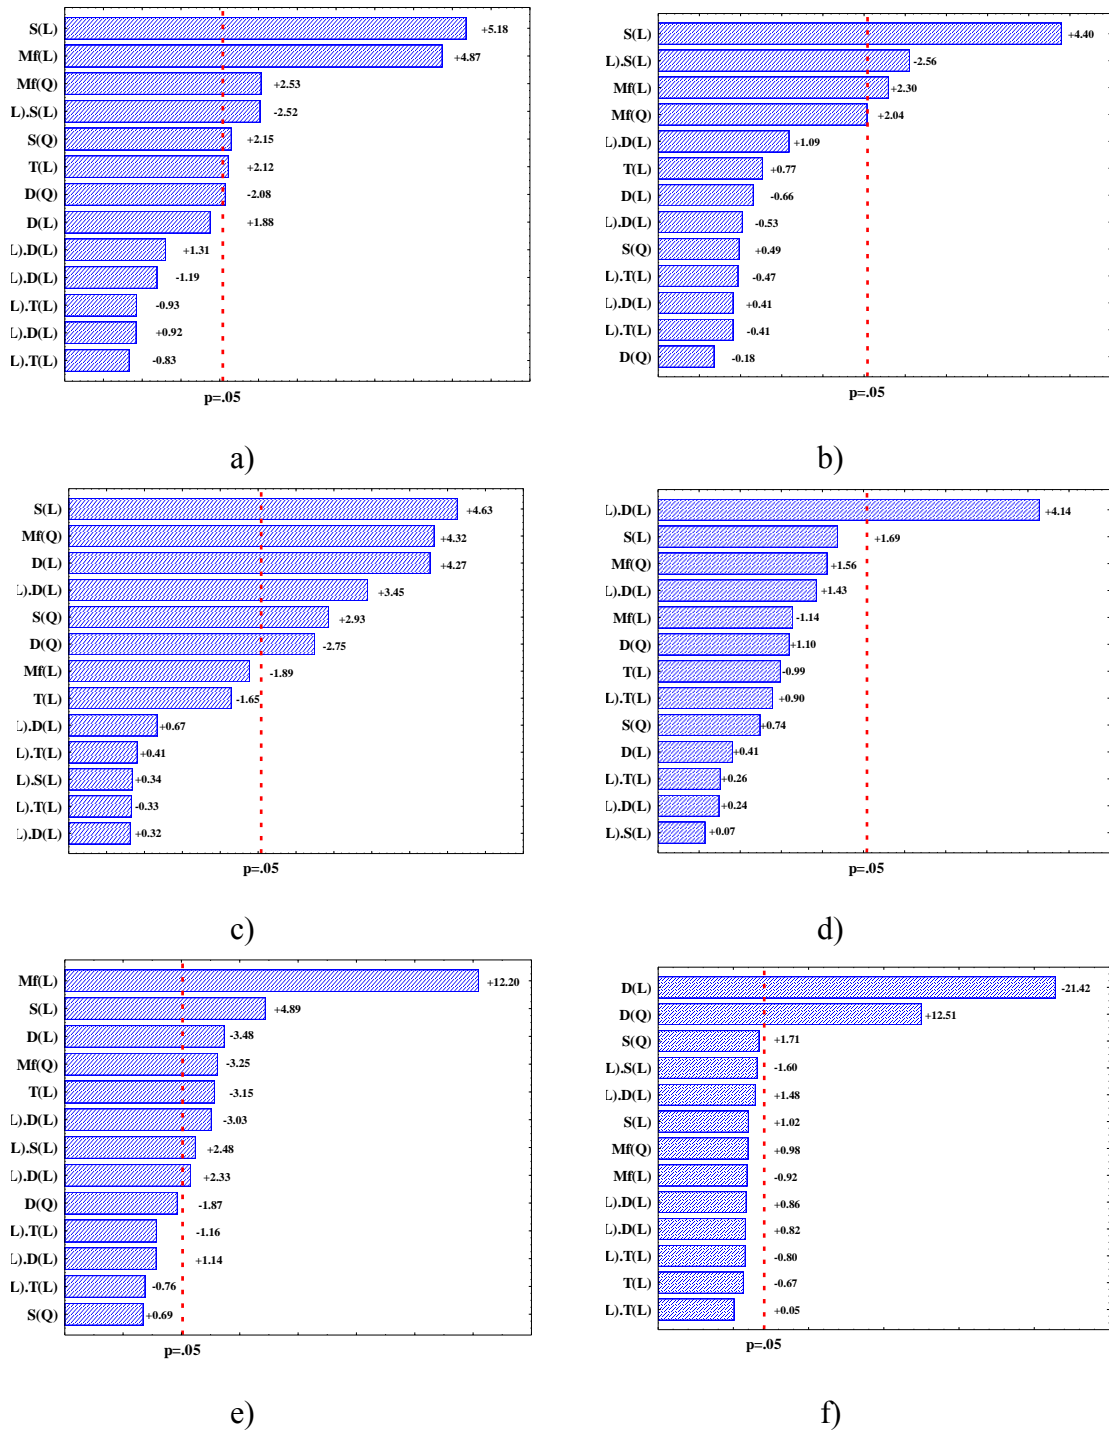 S(L) +5.18
Mf(L) +4.87
Mf(Q) +2.53
L).S(L) -2.52
S(Q) +2.15
T(L) +2.12
D(Q) -2.08
D(L) +1.88
L).D(L) +1.31
L).D(L) -1.19
L).T(L) -0.93
L).D(L) +0.92
L).T(L) -0.83
p=.05
a)
S(L) +4.40
L).S(L) -2.56
Mf(L) +2.30
Mf(Q) +2.04
L).D(L) +1.09
T(L) +0.77
D(L) -0.66
L).D(L) -0.53
S(Q) +0.49
L).T(L) -0.47
L).D(L) +0.41
L).T(L) -0.41
D(Q) -0.18
p=.05
b)
S(L) +4.63
Mf(Q) +4.32
D(L) +4.27
L).D(L) +3.45
S(Q) +2.93
D(Q) -2.75
Mf(L) -1.89
T(L) -1.65
L).D(L) +0.67
L).T(L) +0.41
L).S(L) +0.34
L).T(L) -0.33
L).D(L) +0.32
p=.05
c)
L).D(L) +4.14
S(L) +1.69
Mf(Q) +1.56
L).D(L) +1.43
Mf(L) -1.14
D(Q) +1.10
T(L) -0.99
L).T(L) +0.90
S(Q) +0.74
D(L) +0.41
L).T(L) +0.26
L).D(L) +0.24
L).S(L) +0.07
p=.05
d)
Mf(L) +12.20
S(L) +4.89
D(L) -3.48
Mf(Q) -3.25
T(L) -3.15
L).D(L) -3.03
L).S(L) +2.48
L).D(L) +2.33
D(Q) -1.87
L).T(L) -1.16
L).D(L) +1.14
L).T(L) -0.76
S(Q) +0.69
p=.05
e)
D(L) -21.42
D(Q) +12.51
S(Q) +1.71
L).S(L) -1.60
L).D(L) +1.48
S(L) +1.02
Mf(Q) +0.98
Mf(L) -0.92
L).D(L) +0.86
L).D(L) +0.82
L).T(L) -0.80
T(L) -0.67
L).T(L) +0.05
p=.05
f)